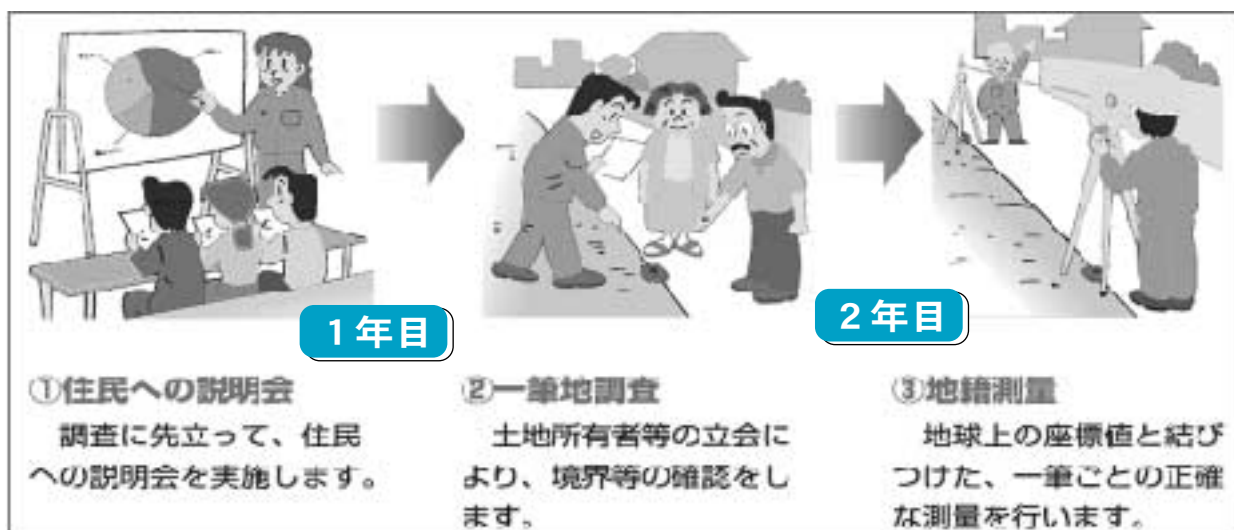 1年目
2年目
①住民への説明会
調査に先立って、住民
への説明会を実施します。
②一筆地調査
土地所有者等の立会に
より、境界等の確認をし
ます。
③地籍測量
地球上の座標値と結び
つけた、一筆ごとの正確
な測量を行います。